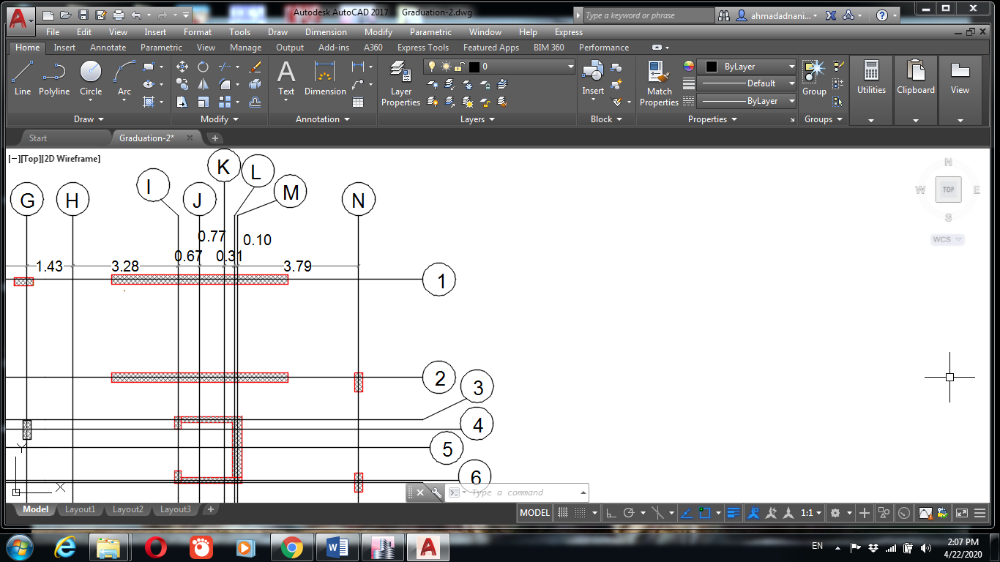 Autodesk AutoCAD 2017 Graduation-2.dwg
Type a keyword or phrase
ahmadadnani...
File Edit View Insert Format Tools Draw Dimension Modify Parametric Window Help Express
Home Insert Annotate Parametric View Manage Output Add-ins A360 Express Tools Featured Apps BIM 360 Performance
Line Polyline Circle Arc
Text Dimension
Layer Properties
0
Insert
Match Properties
ByLayer
Default
ByLayer
Group
Utilities Clipboard View
Draw Modify Annotation Layers Block Properties Groups
Start Graduation-2*
[−][Top][2D Wireframe]
K
I L
G H J M N
N
W TOP E
S
WCS
0.77 0.10
0.67 0.31
1.43 3.28 3.79
1
2
3
4
5
6
Y
X
Type a command
Model Layout1 Layout2 Layout3 +
MODEL 1:1
EN
2:07 PM
4/22/2020